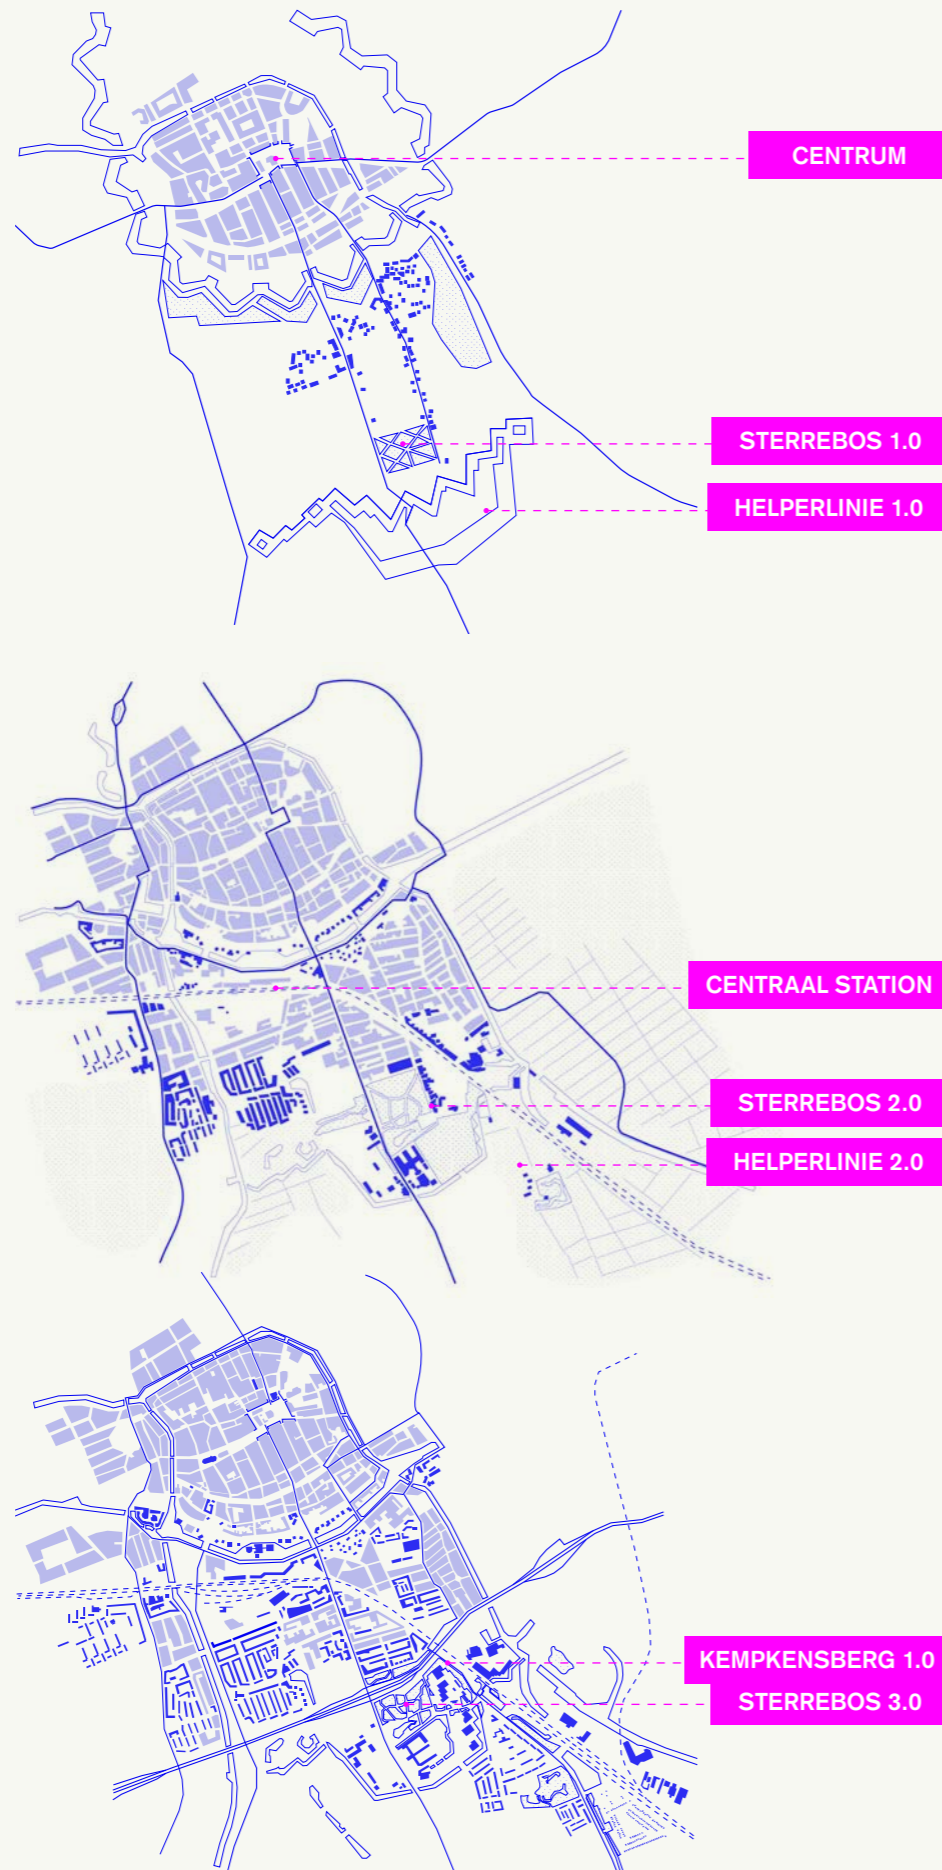 CENTRUM
STERREBOS 1.0
HELPERLINIE 1.0
CENTRAAL STATION
STERREBOS 2.0
HELPERLINIE 2.0
KEMPKENSBERG 1.0
STERREBOS 3.0